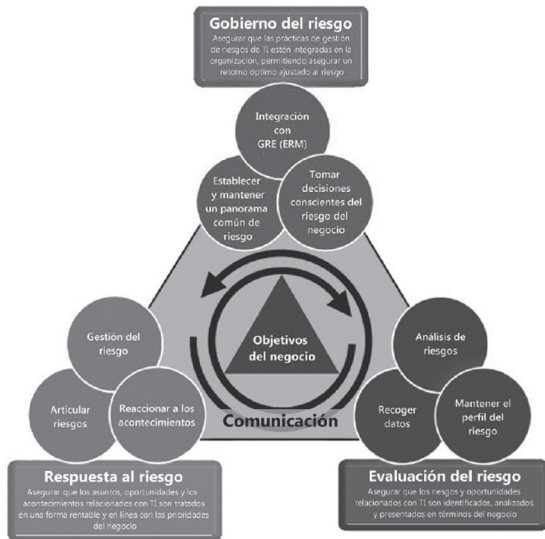 Gobierno del riesgo
Asegurar que las prácticas de gestión
de riesgos de TI estén integradas en la
organización, permitiendo asegurar un
retorno óptimo ajustado al riesgo
Integración
con
GRE (ERM)
Establecer
y mantener
un panorama
común de
riesgo
Tomar
decisiones
conscientes del
riesgo del
negocio
Objetivos
del negocio
Comunicación
Gestión del
riesgo
Articular
riesgos
Reaccionar a los
acontecimientos
Análisis de
riesgos
Recoger
datos
Mantener el
perfil del
riesgo
Respuesta al riesgo
Asegurar que los asuntos, oportunidades y los
acontecimientos relacionados con TI son tratados
en una forma rentable y en línea con las prioridades
del negocio
Evaluación del riesgo
Asegurar que los riesgos y oportunidades
relacionados con TI son identificados, analizados
y presentados en términos del negocio